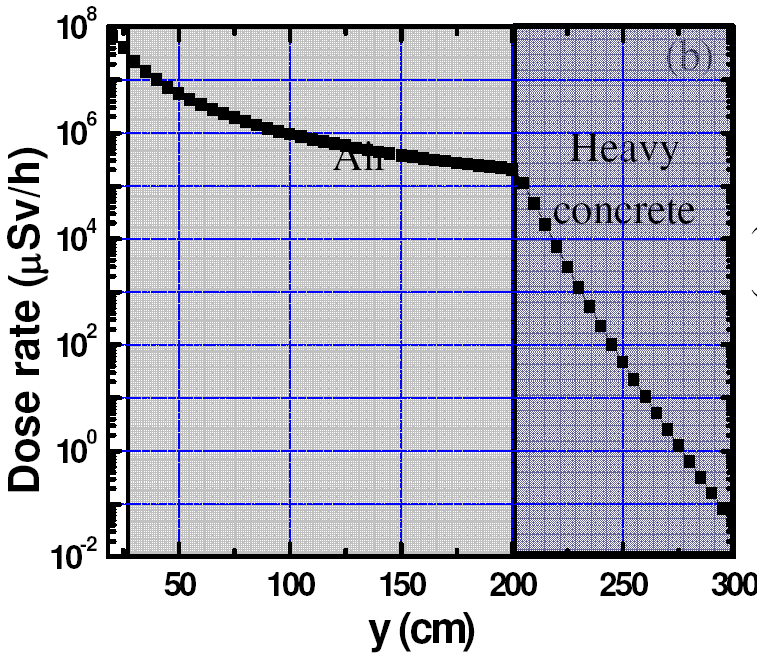 10^8
(b)
10^6
Air
Heavy
concrete
10^4
10^2
10^0
10^-2
Dose rate (μSv/h)
50 100 150 200 250 300
y (cm)